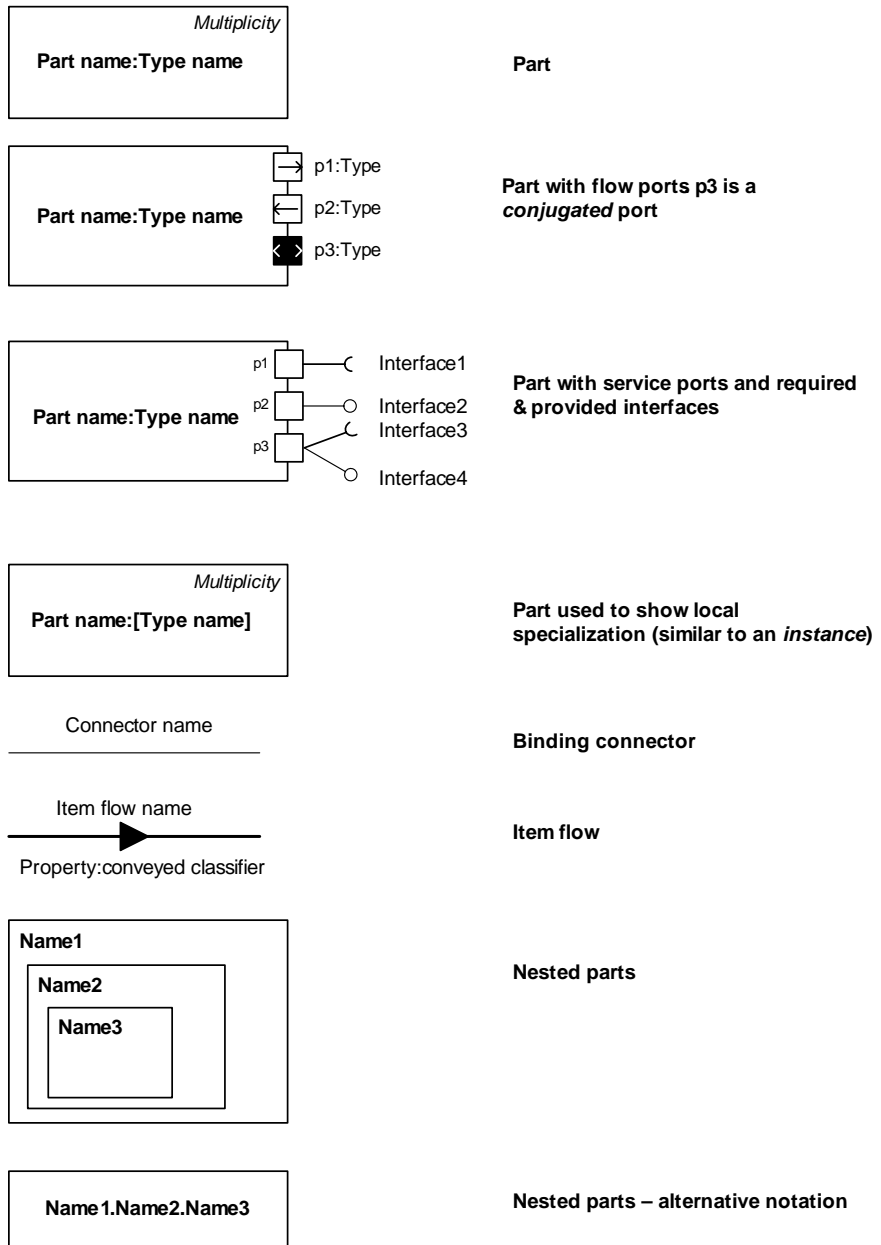 Multiplicity
Part name:Type name
Part
p1:Type
p2:Type
p3:Type
Part name:Type name
Part with flow ports p3 is a
conjugated port
p1
p2
p3
Part name:Type name
Interface1
Interface2
Interface3
Interface4
Part with service ports and required
& provided interfaces
Multiplicity
Part name:[Type name]
Part used to show local
specialization (similar to an instance)
Connector name
Binding connector
Item flow name
Property:conveyed classifier
Item flow
Name1
Name2
Name3
Nested parts
Name1.Name2.Name3
Nested parts – alternative notation